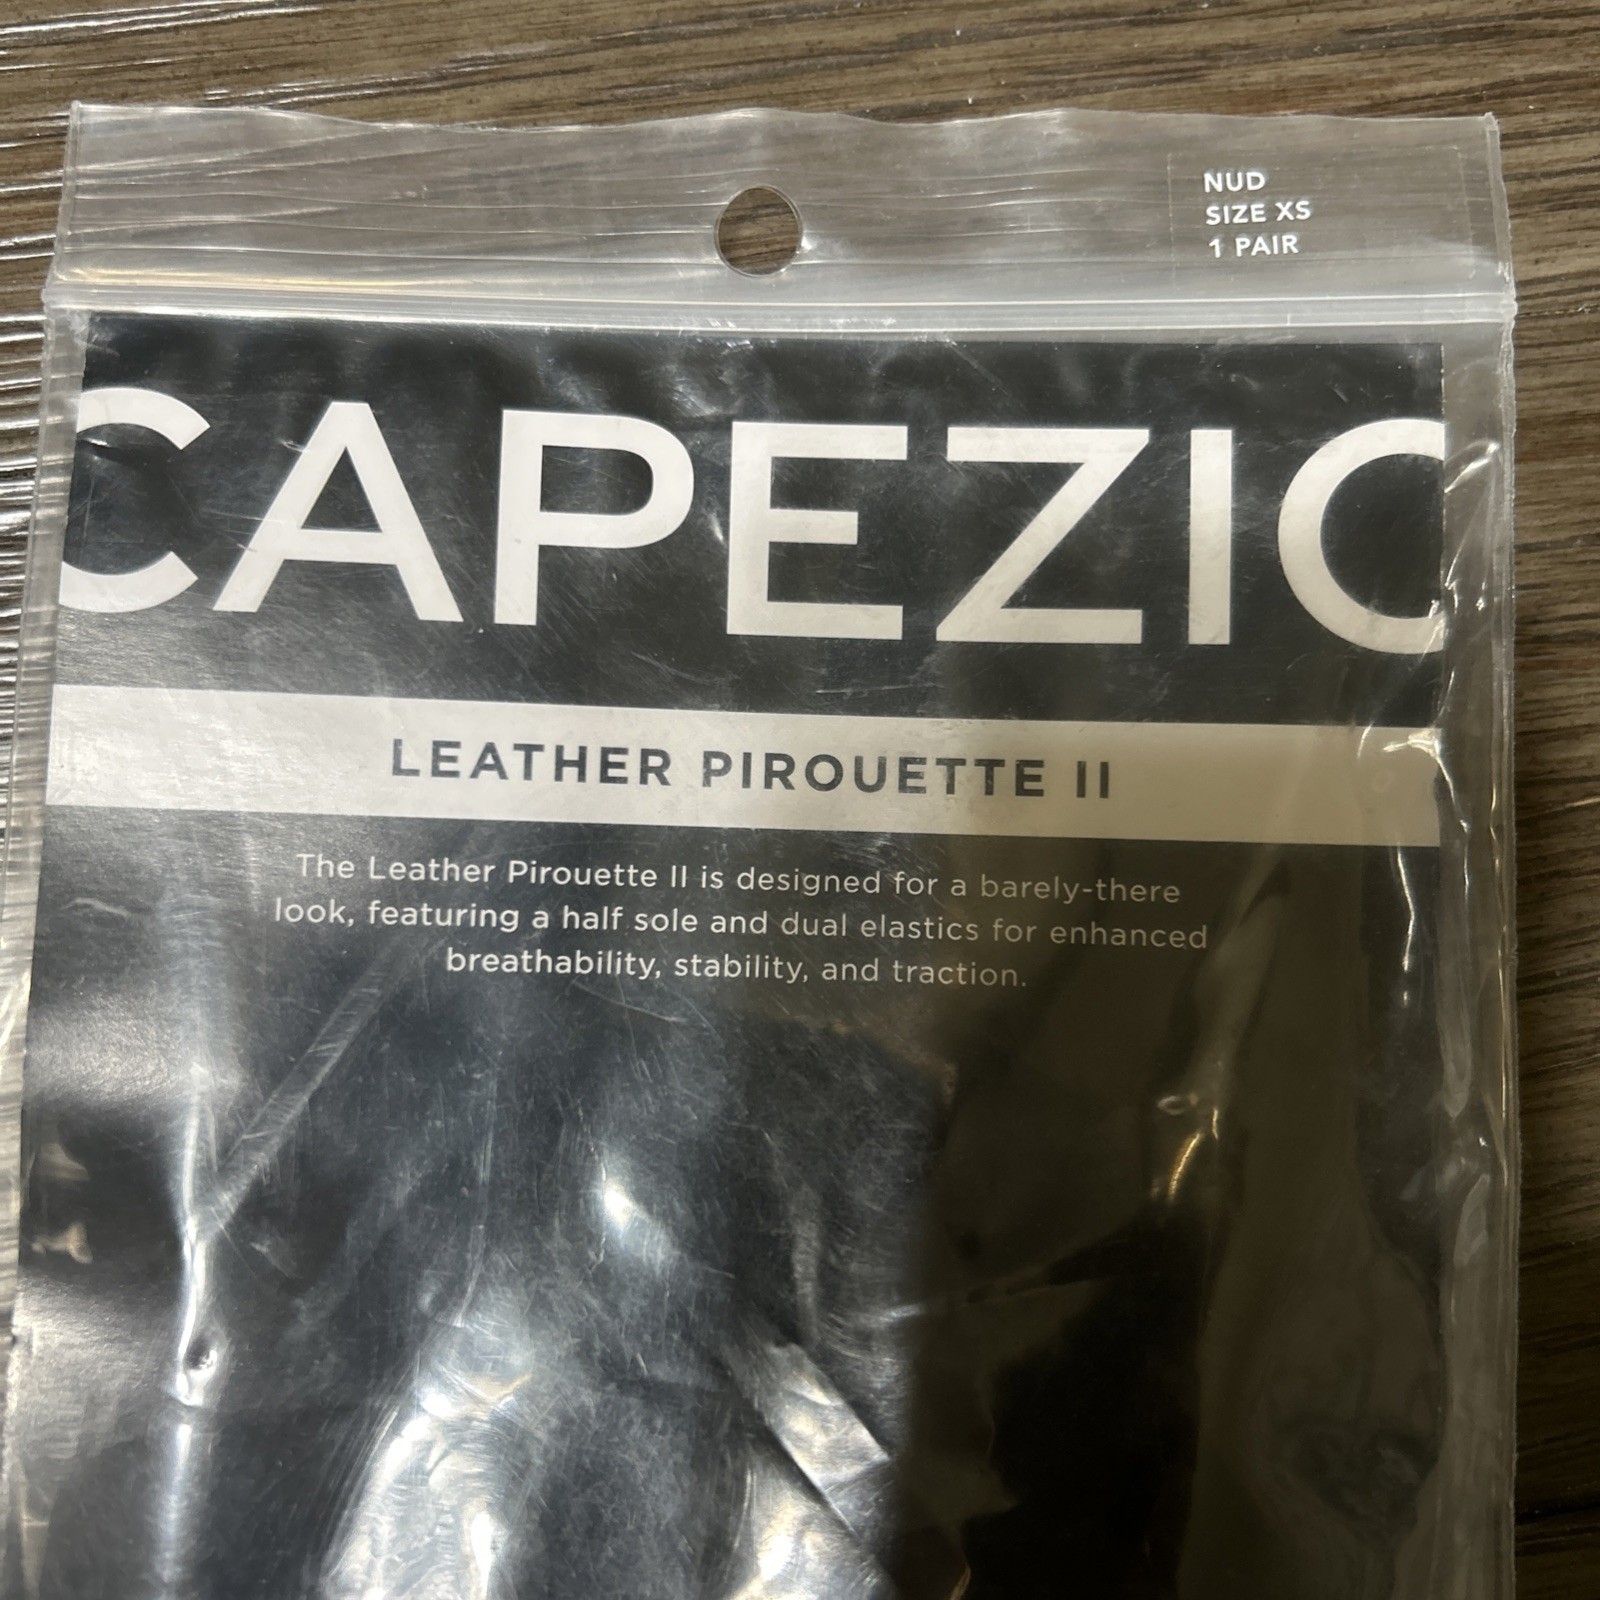 NUD
SIZE XS
1 PAIR
CAPEZIO
LEATHER PIROUETTE II
The Leather Pirouette II is designed for a barely-there
look, featuring a half sole and dual elastics for enhanced
breathability, stability, and traction.